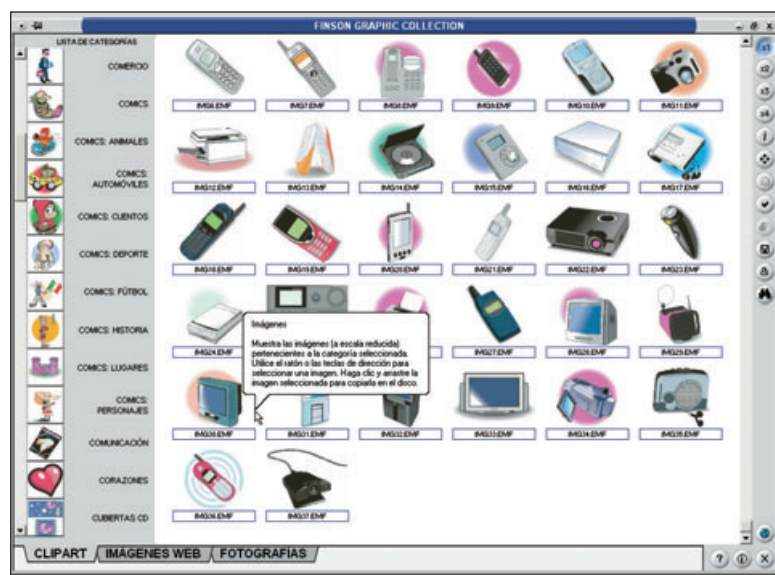 FINSON GRAPHIC COLLECTION
LISTA DE CATEGORÍAS
COMERCIO
COMICS
COMICS: ANIMALES
COMICS:
AUTOMÓVILES
COMICS: CUENTOS
COMICS: DEPORTE
COMICS: FÚTBOL
COMICS: HISTORIA
COMICS: LUGARES
COMICS:
PERSONAJES
COMUNICACIÓN
CORAZONES
CUBIERTAS CD
IMG6.EMF
IMG7.EMF
IMG8.EMF
IMG9.EMF
IMG10.EMF
IMG11.EMF
IMG12.EMF
IMG13.EMF
IMG14.EMF
IMG15.EMF
IMG16.EMF
IMG17.EMF
IMG18.EMF
IMG19.EMF
IMG20.EMF
IMG21.EMF
IMG22.EMF
IMG23.EMF
IMG24.EMF
IMG27.EMF
IMG28.EMF
IMG29.EMF
Imágenes
Muestra las imágenes (a escala reducida)
pertenecientes a la categoría seleccionada.
Utilice el ratón o las teclas de dirección para
seleccionar una imagen. Haga clic y arrastre la
imagen seleccionada para copiarla en el disco.
IMG30.EMF
IMG31.EMF
IMG32.EMF
IMG33.EMF
IMG34.EMF
IMG35.EMF
IMG36.EMF
IMG37.EMF
x1
x2
x3
x4
CLIPART
IMÁGENES WEB
FOTOGRAFÍAS